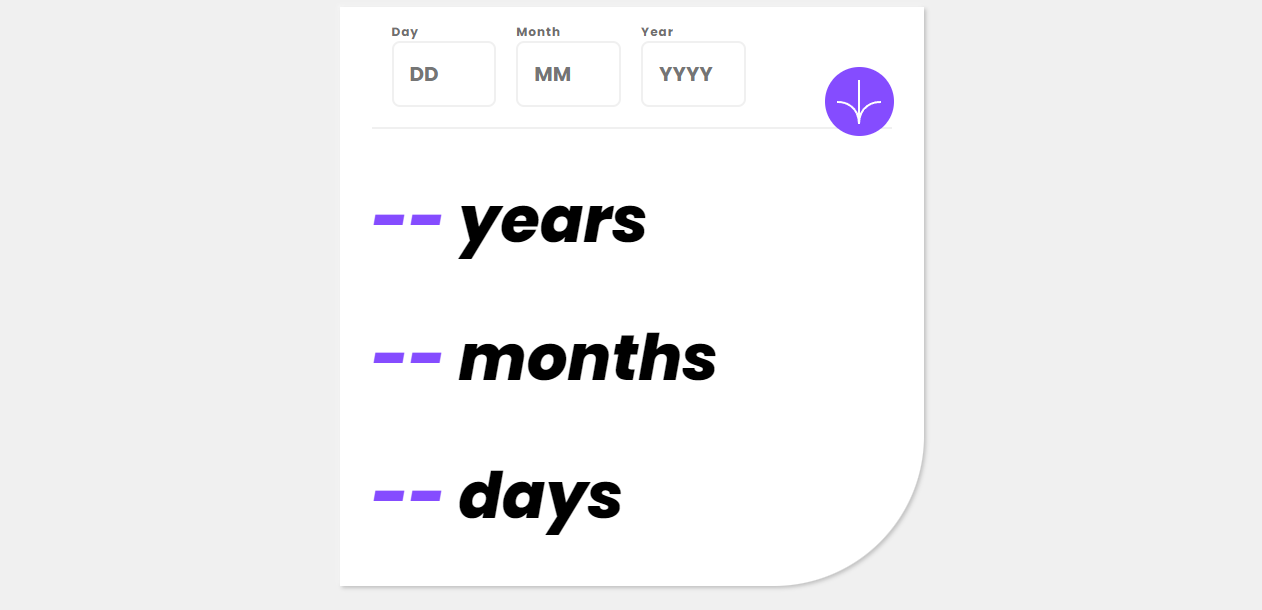 Day Month Year
DD MM YYYY
-- years
-- months
-- days